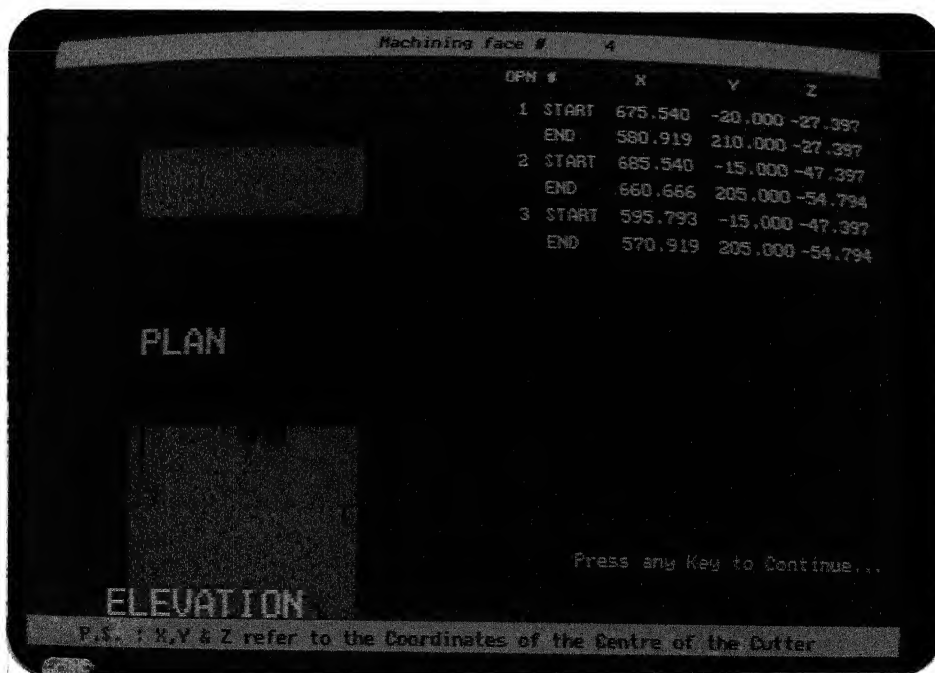 Machining face # 4
OPN # X Y Z
1 START 675.540 -20.000 -27.397
END 580.919 210.000 -27.397
2 START 685.540 -15.000 -47.397
END 660.666 205.000 -54.794
3 START 595.793 -15.000 -47.397
END 570.919 205.000 -54.794
PLAN
Press any Key to Continue...
ELEVATION
P.S. : X,Y & Z refer to the Coordinates of the Centre of the Cutter